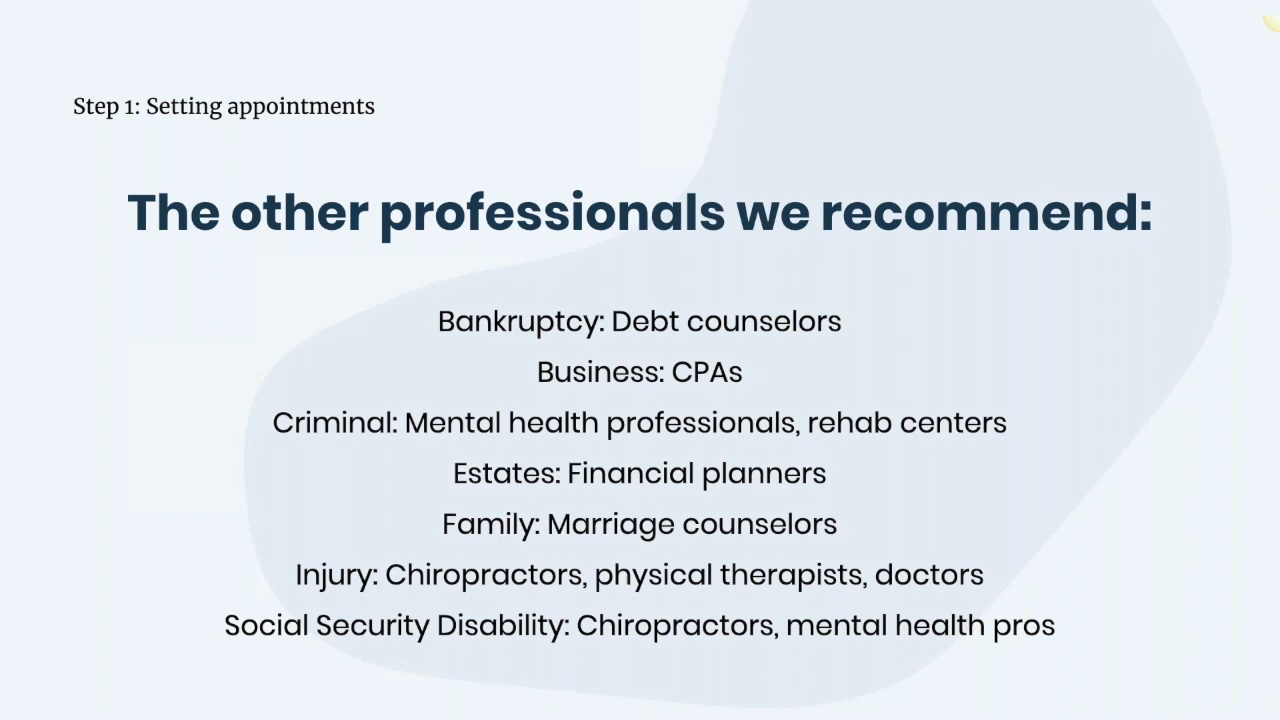 Step 1: Setting appointments
The other professionals we recommend:
Bankruptcy: Debt counselors
Business: CPAs
Criminal: Mental health professionals, rehab centers
Estates: Financial planners
Family: Marriage counselors
Injury: Chiropractors, physical therapists, doctors
Social Security Disability: Chiropractors, mental health pros